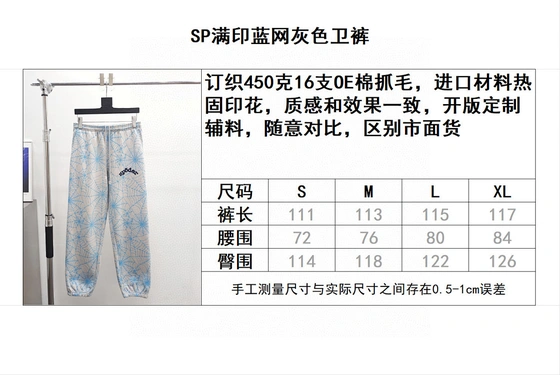 SP满印蓝网灰色卫裤
订织450克16支OE棉抓毛，进口材料热
固印花，质感和效果一致，开版定制
辅料，随意对比，区别市面货
尺码 S M L XL
裤长 111 113 115 117
腰围 72 76 80 84
臀围 114 118 122 126
手工测量尺寸与实际尺寸之间存在0.5-1cm误差